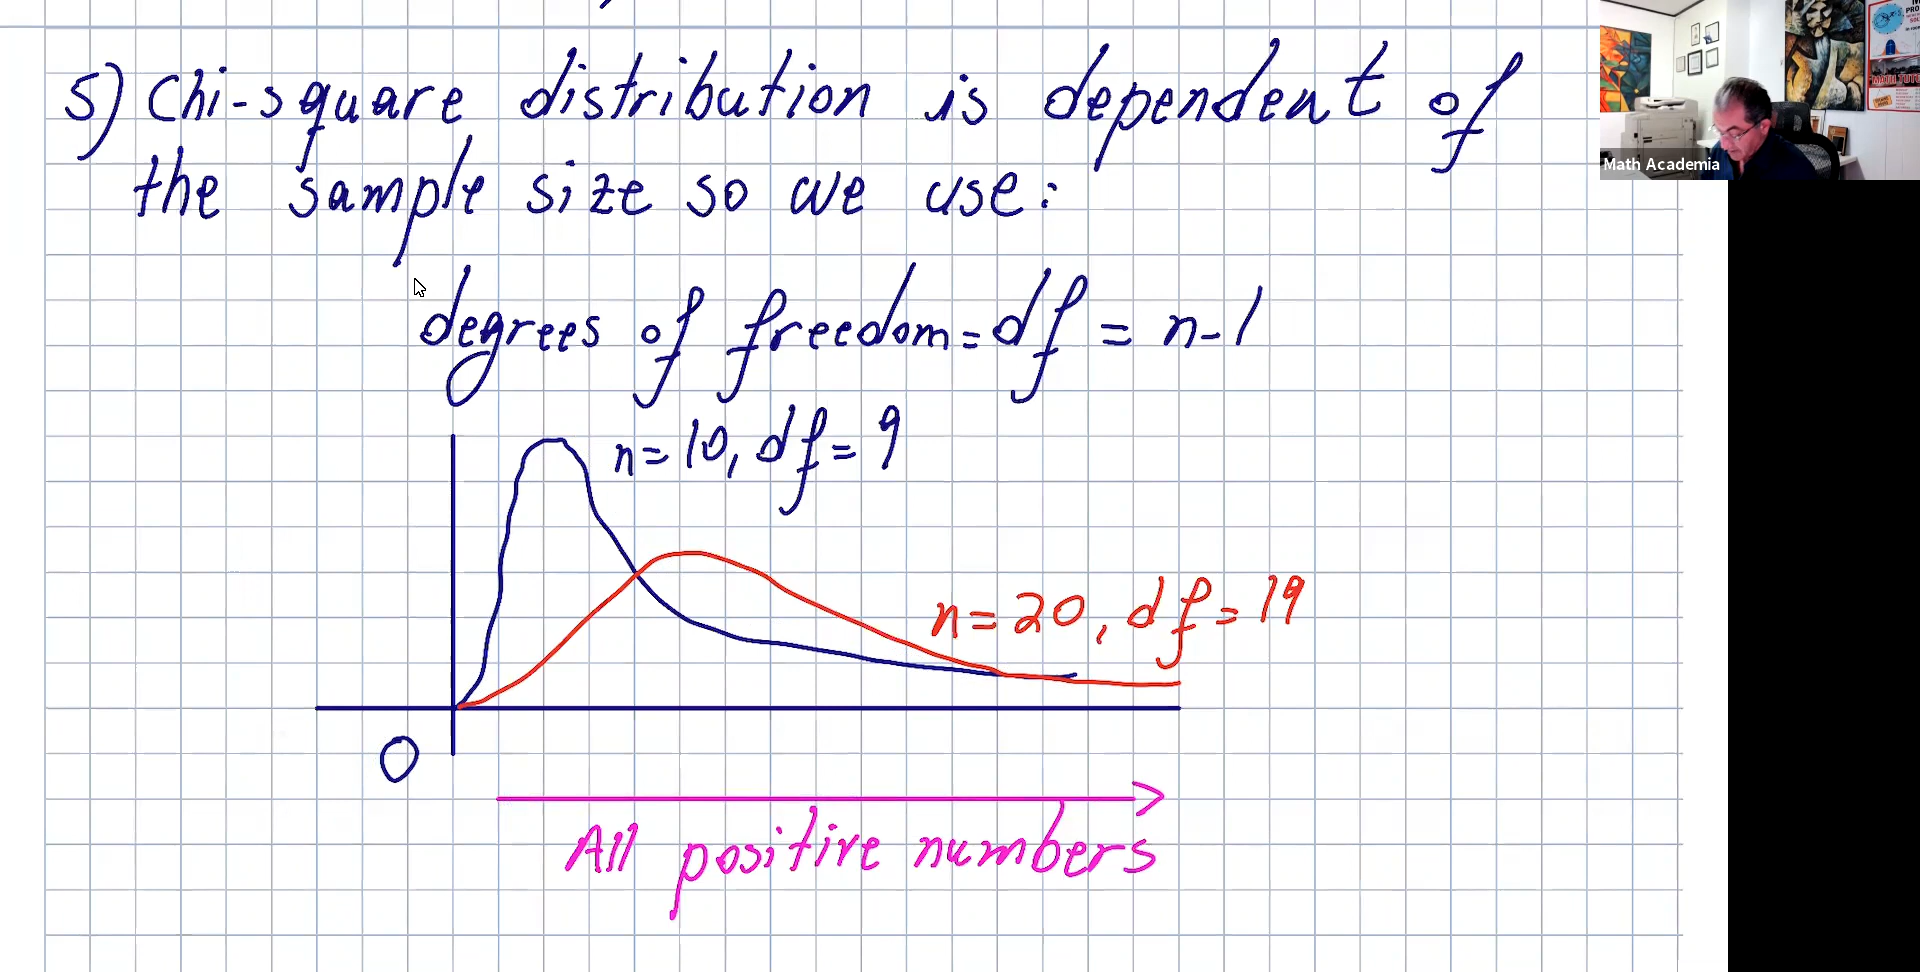 5) Chi-square distribution is dependent of
the sample size so we use:
degrees of freedom = df = n-1
n=10, df=9
n=20, df=19
0
All positive numbers
Math Academia